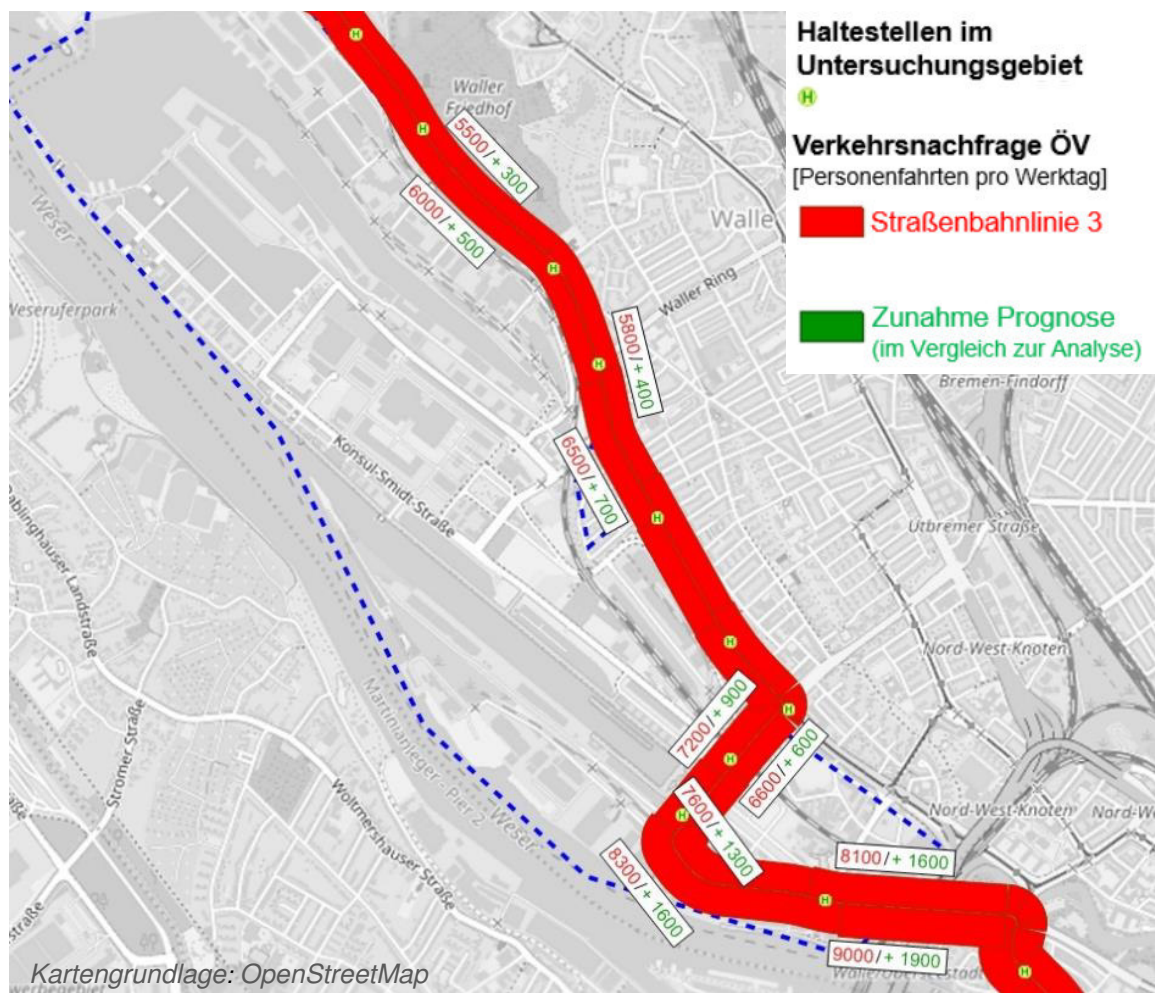 Haltestellen im
Untersuchungsgebiet
H
Verkehrsnachfrage ÖV
[Personenfahrten pro Werktag]
Straßenbahnlinie 3
Zunahme Prognose
(im Vergleich zur Analyse)
H
Waller
Friedhof
H
5500/+ 300
6000/+ 500
Weser
Walle
H
Waller Ring
Weseruferpark
5800/+ 400
H
Bremen-Findorff
Konsul-Smidt-Straße
6500/+ 700
H
Utbremer Straße
Stromer Straße
H
Nord-West-Knoten
Weser
Woltmershauser Straße
7200/+ 900
H
6600/+ 600
H
Nord-West-Knoten
H
7600/+ 1300
8100/+ 1600
8300/+ 1600
H
9000/+ 1900
H
Kartengrundlage: OpenStreetMap